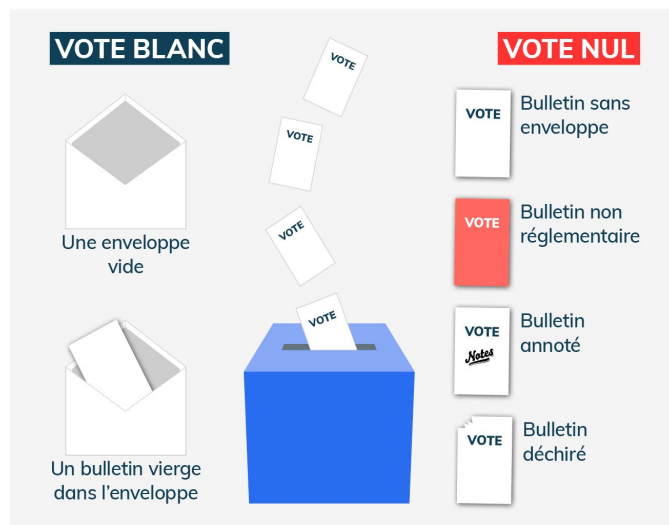 VOTE BLANC
Une enveloppe
vide
Un bulletin vierge
dans l'enveloppe
VOTE
VOTE
VOTE
VOTE
VOTE NUL
VOTE
Bulletin sans
enveloppe
VOTE
Bulletin non
réglementaire
VOTE
Notes
Bulletin
annoté
VOTE
Bulletin
déchiré